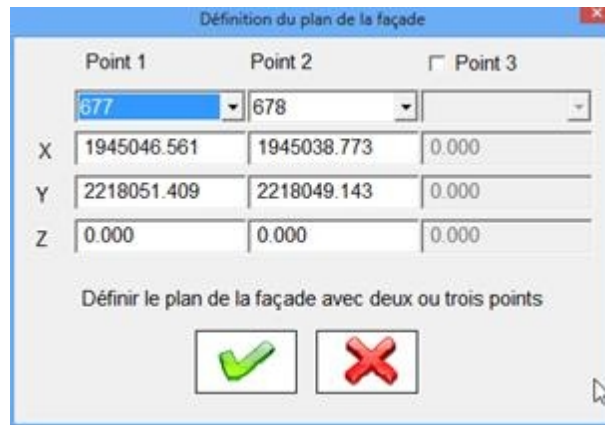 Définition du plan de la façade
Point 1 Point 2 Point 3
677 678
X 1945046.561 1945038.773 0.000
Y 2218051.409 2218049.143 0.000
Z 0.000 0.000 0.000
Définir le plan de la façade avec deux ou trois points